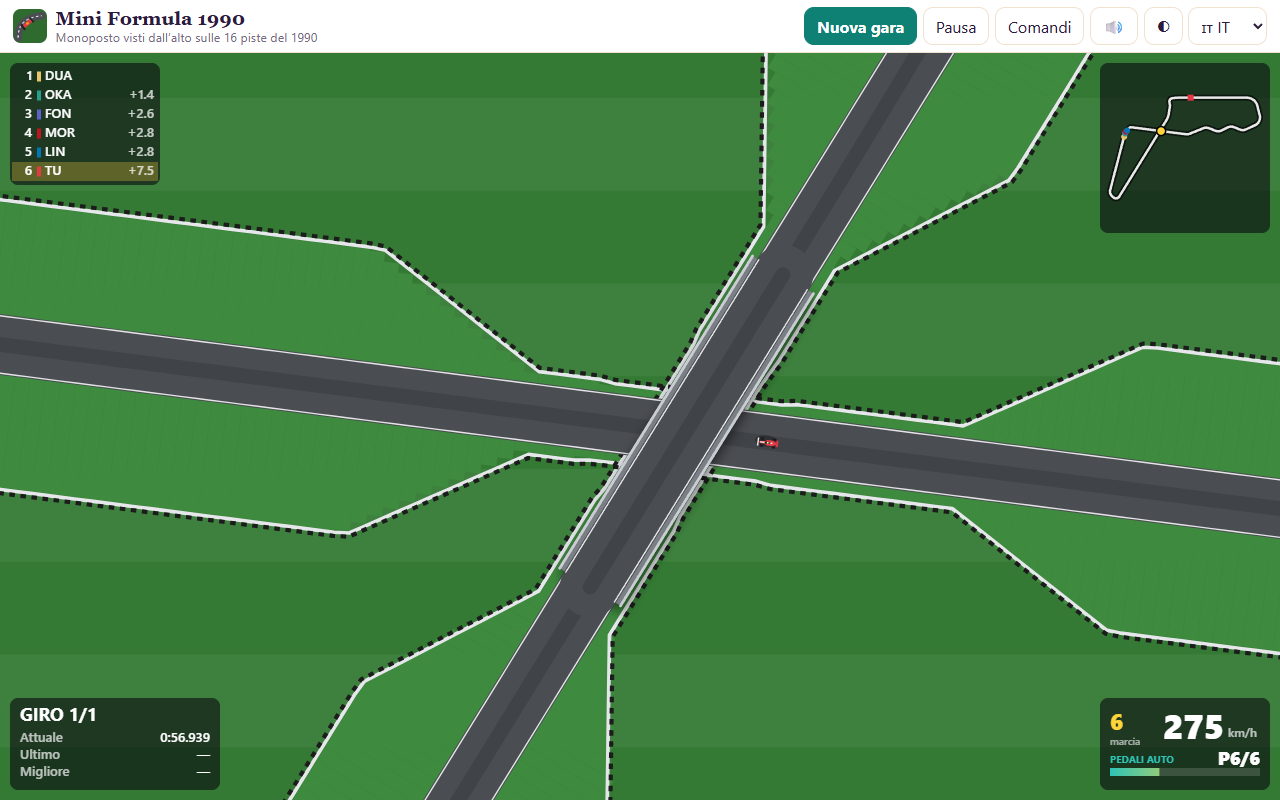 Mini Formula 1990
Monoposto visti dall'alto sulle 16 piste del 1990
Nuova gara
Pausa
Comandi
IT IT
1 DUA
2 OKA +1.4
3 FON +2.6
4 MOR +2.8
5 LIN +2.8
6 TU +7.5
GIRO 1/1
Attuale 0:56.939
Ultimo —
Migliore —
6 275 km/h
marcia
PEDALI AUTO P6/6